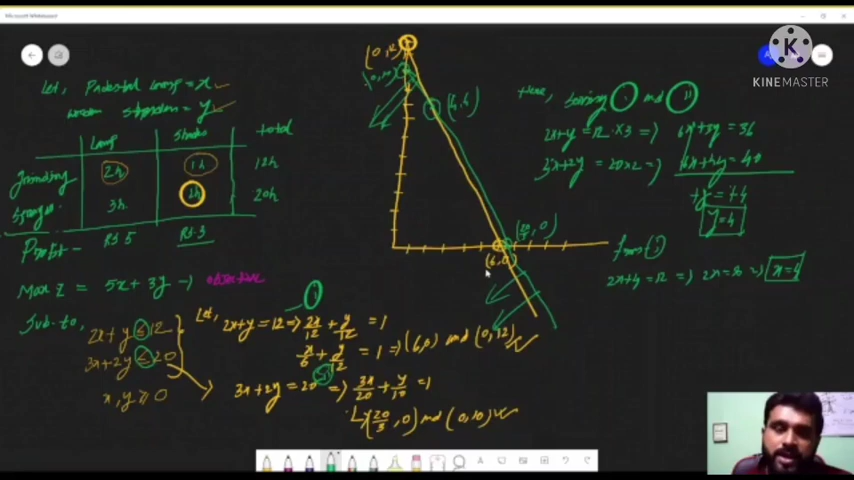 Microsoft Whiteboard
K
KINEMASTER
Let, Pedestal lamp = x
wooden = y
Lamp
Shades
total
Grinding
2h
1h
12h
2h
20h
3h
Profit
RS. 5
RS. 3
Max Z = 5x + 3y → objective
Sub to,
2x + y ≤ 12
3x + 2y ≤ 20
x, y ≥ 0
Let,
2x + y = 12 ⇒ 2x/12 + y/12 = 1
x/6 + y/12 = 1 ⇒ (6,0) and (0,12)
3x + 2y = 20 ⇒ 3x/20 + y/10 = 1
(20/3, 0) and (0, 10)
(0, 12)
(0, 10)
(4, 4)
(20/3, 0)
(6, 0)
Here, solving I and II
2x + y = 12 × 3 ⇒ 6x + 3y = 36
3x + 2y = 20 × 2 ⇒ 6x + 4y = 40
y = 4
from I
2x + 4 = 12 ⇒ 2x = 8 ⇒ x = 4